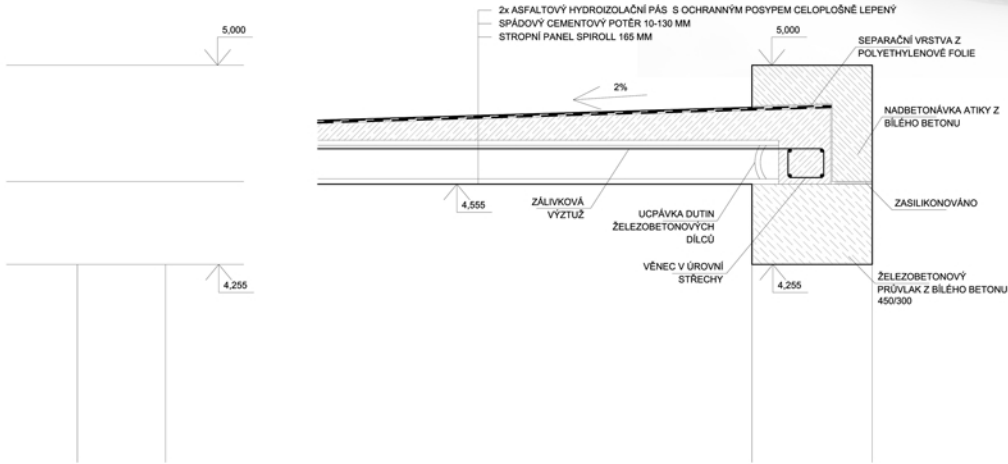 2x ASFALTOVÝ HYDROIZOLAČNÍ PÁS S OCHRANNÝM POSYPEM CELOPLOŠNĚ LEPENÝ
SPÁDOVÝ CEMENTOVÝ POTĚR 10-130 MM
STROPNÍ PANEL SPIROLL 165 MM
5,000
5,000
SEPARAČNÍ VRSTVA Z
POLYETHYLENOVÉ FOLIE
2%
NADBETONÁVKA ATIKY Z
BÍLÉHO BETONU
4,555
ZÁLIVKOVÁ
VÝZTUŽ
UCPÁVKA DUTIN
ŽELEZOBETONOVÝCH
DÍLCŮ
ZASILIKONOVÁNO
VĚNEC V ÚROVNÍ
STŘECHY
4,255
4,255
ŽELEZOBETONOVÝ
PRŮVLAK Z BÍLÉHO BETONU
450/300